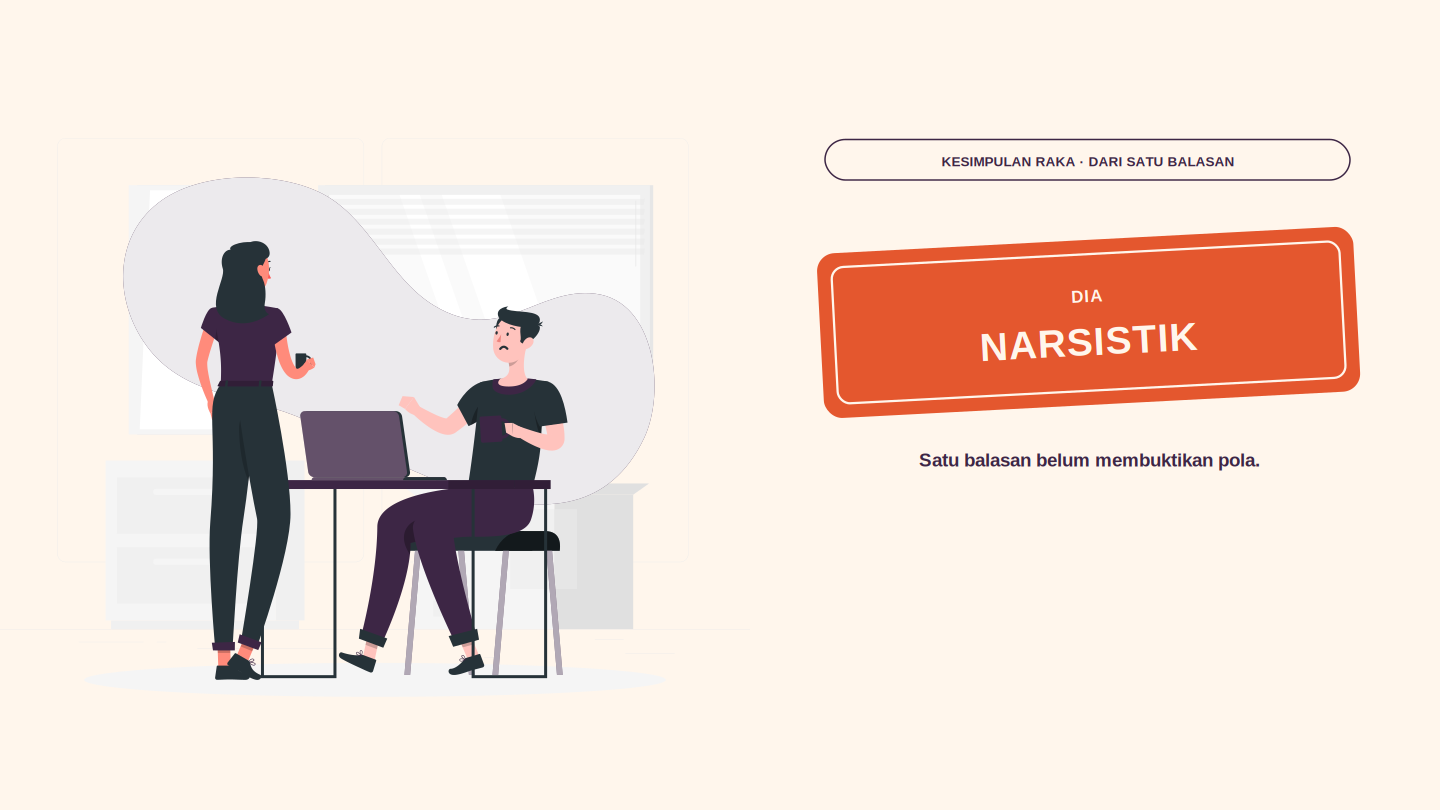 KESIMPULAN RAKA · DARI SATU BALASAN
DIA
NARSISTIK
Satu balasan belum membuktikan pola.